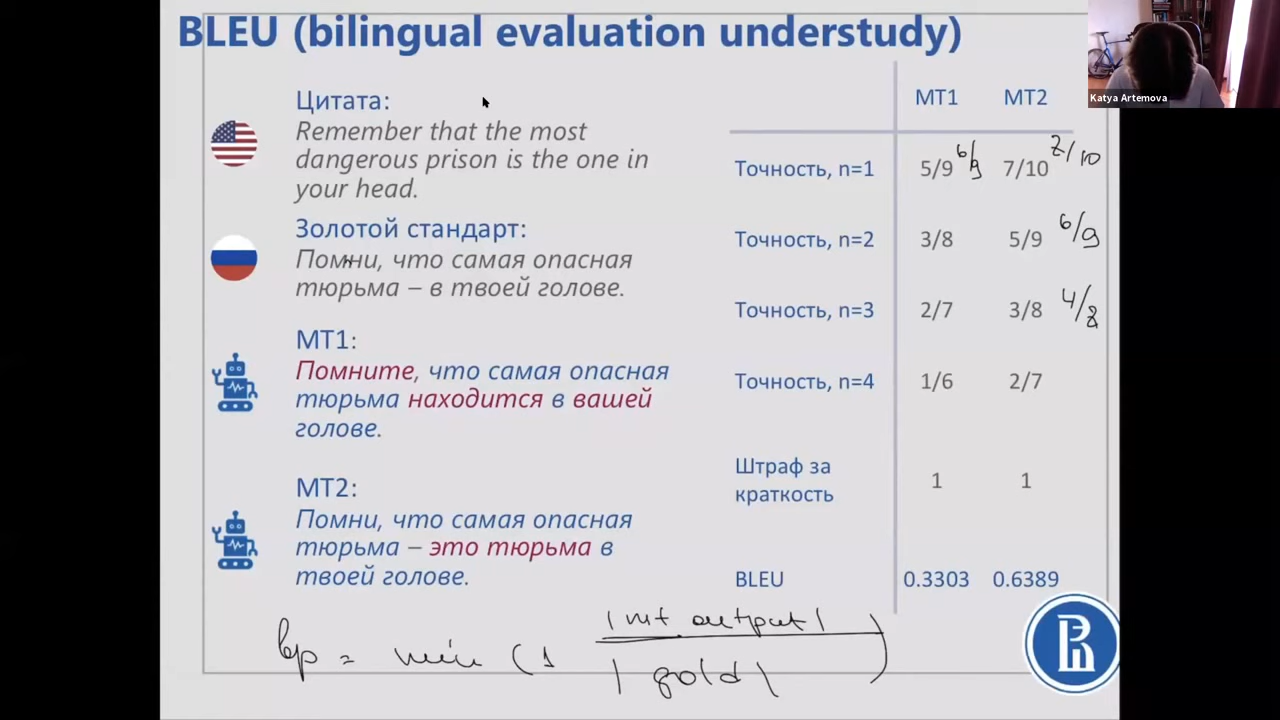 BLEU (bilingual evaluation understudy)
Katya Artemova
Цитата:
Remember that the most
dangerous prison is the one in
your head.
Золотой стандарт:
Помни, что самая опасная
тюрьма – в твоей голове.
МТ1:
Помните, что самая опасная
тюрьма находится в вашей
голове.
МТ2:
Помни, что самая опасная
тюрьма – это тюрьма в
твоей голове.
МТ1 МТ2
Точность, n=1 5/9 6/9 7/10 7/10
Точность, n=2 3/8 5/9 6/9
Точность, n=3 2/7 3/8 4/8
Точность, n=4 1/6 2/7
Штраф за
краткость 1 1
BLEU 0.3303 0.6389
bp = min (1 |mt output|
|gold| )